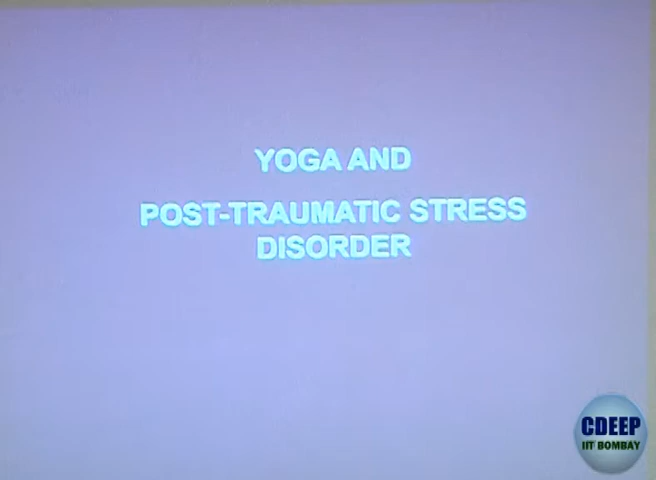 YOGA AND
POST-TRAUMATIC STRESS
DISORDER
CDEEP
IIT BOMBAY